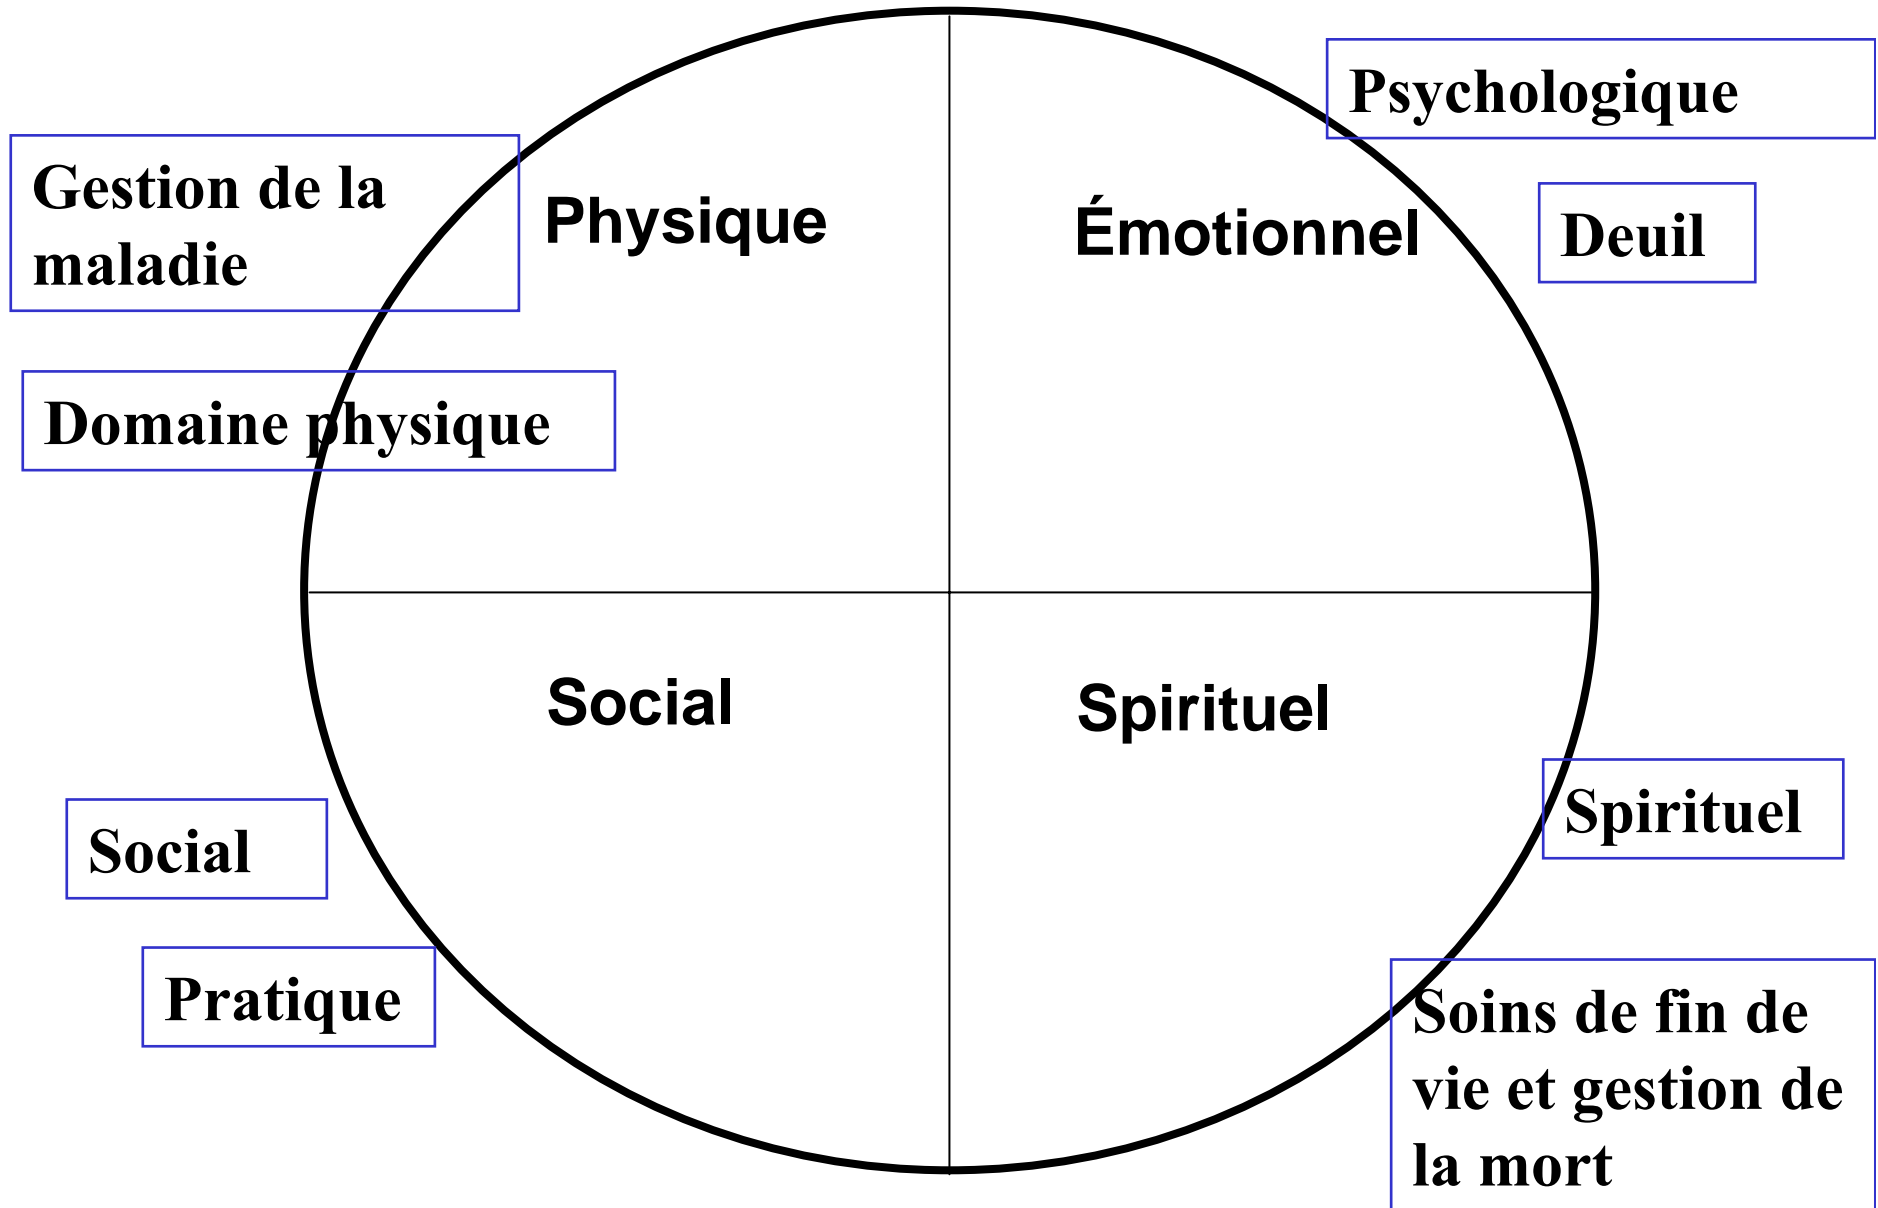 Psychologique
Gestion de la
maladie
Physique
Émotionnel
Deuil
Domaine physique
Social
Spirituel
Spirituel
Social
Pratique
Soins de fin de
vie et gestion de
la mort